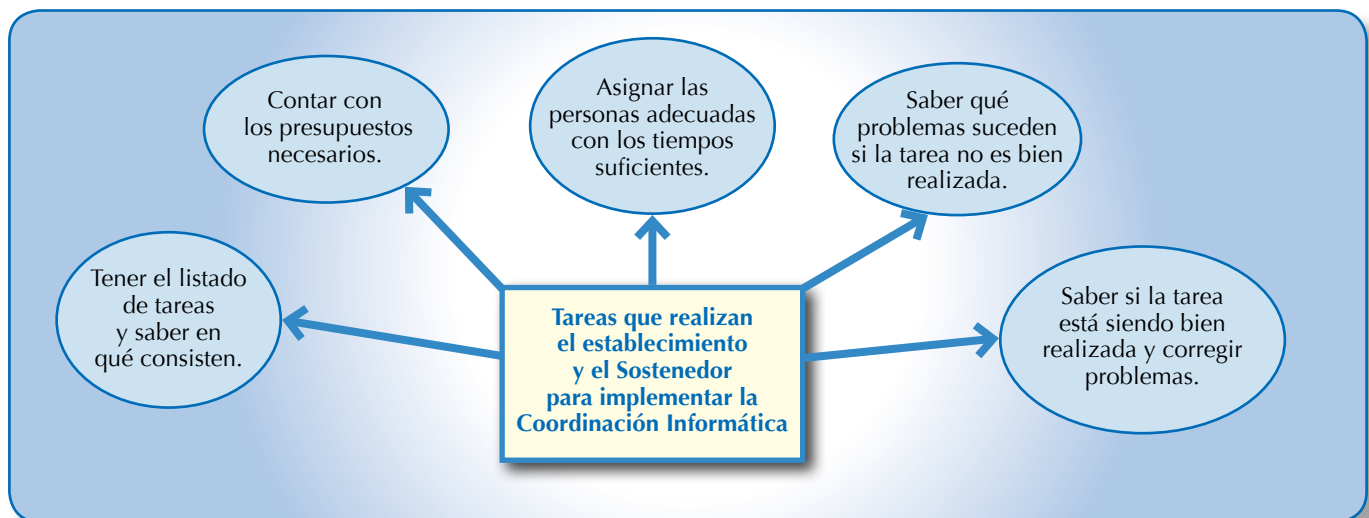 Contar con
los presupuestos
necesarios.
Asignar las
personas adecuadas
con los tiempos
suficientes.
Saber qué
problemas suceden
si la tarea no es bien
realizada.
Tener el listado
de tareas
y saber en
qué consisten.
Saber si la tarea
está siendo bien
realizada y corregir
problemas.
Tareas que realizan
el establecimiento
y el Sostenedor
para implementar la
Coordinación Informática